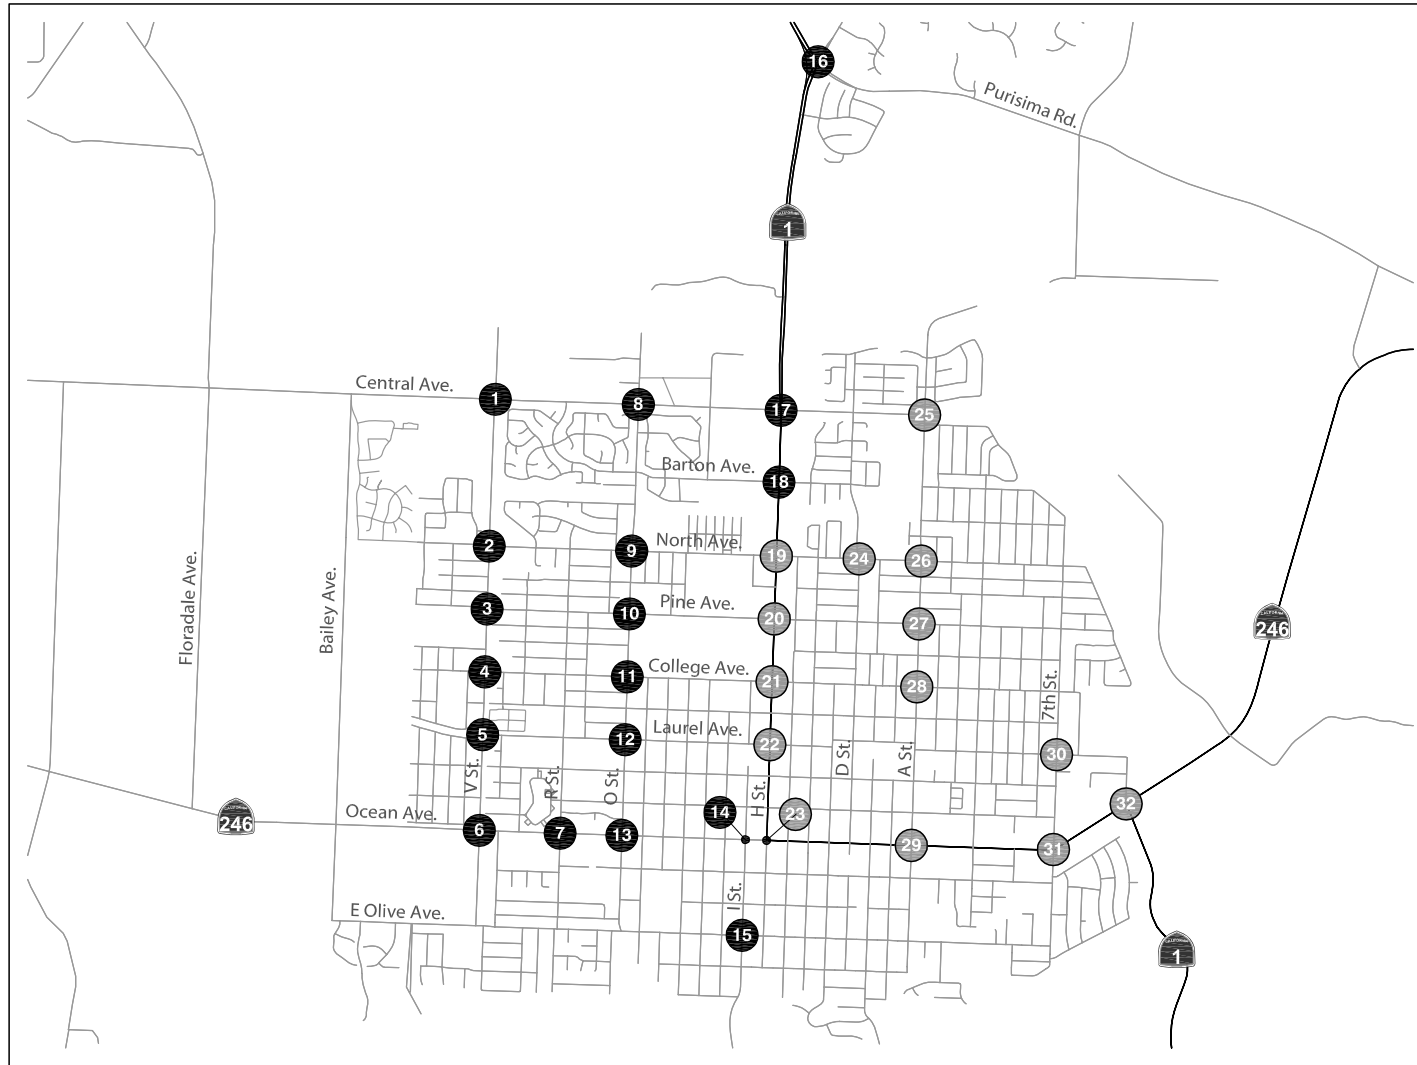 16
Purisima Rd.
1
Central Ave.
1
8
17
25
Barton Ave.
18
2
9
North Ave.
19
24
26
3
10
Pine Ave.
20
27
246
Floradale Ave.
Bailey Ave.
4
11
College Ave.
21
28
7th St.
5
12
Laurel Ave.
22
D St.
A St.
30
V St.
R St.
O St.
H St.
32
246
Ocean Ave.
6
7
13
14
23
29
31
I St.
E Olive Ave.
15
1